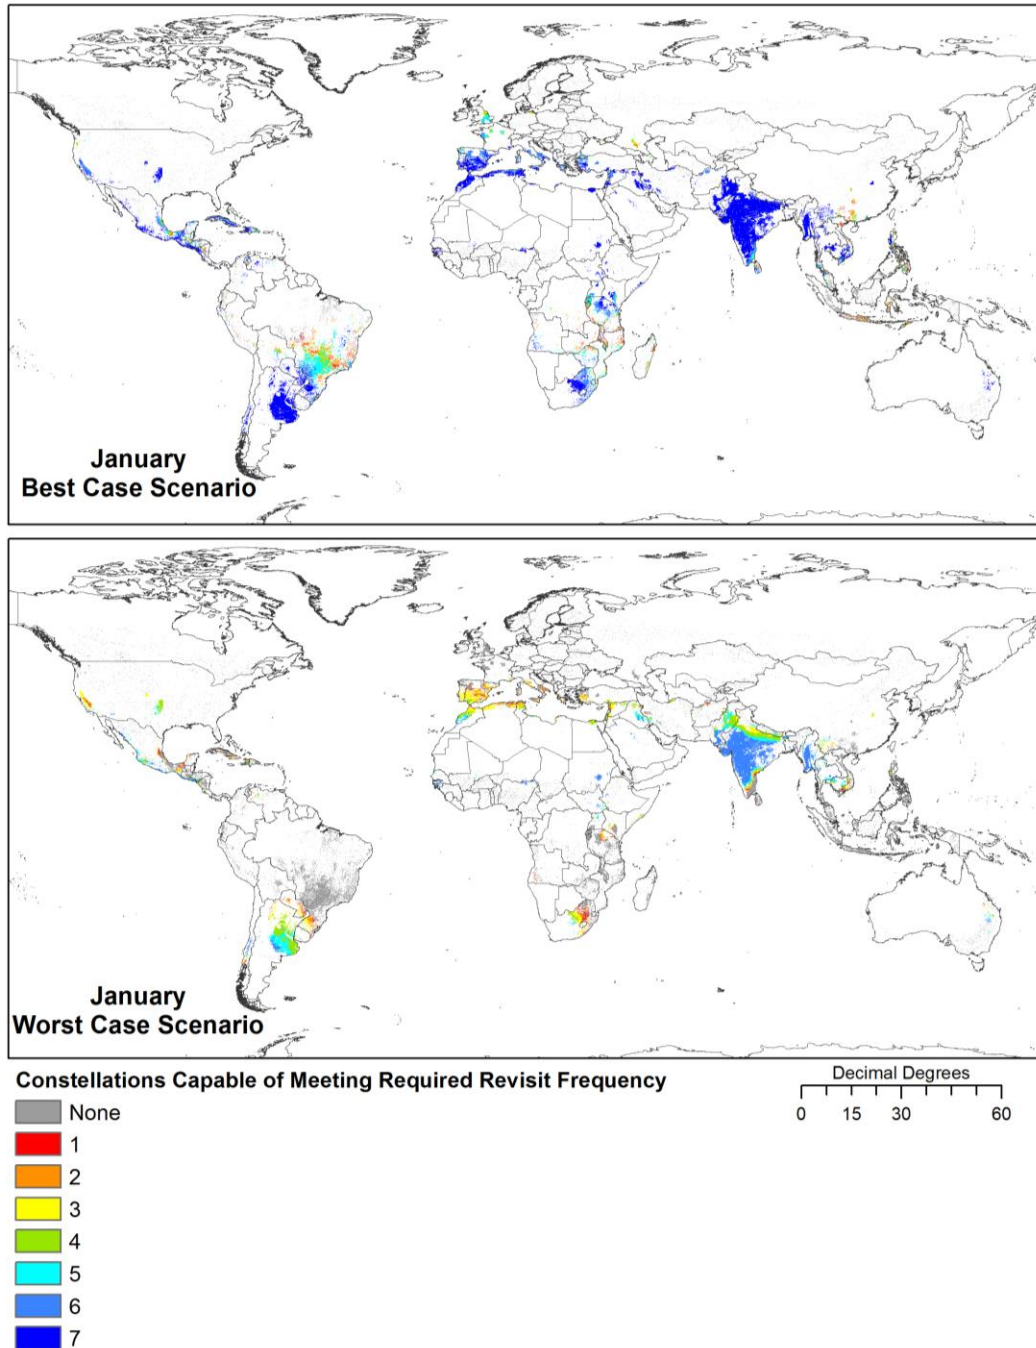 January
Best Case Scenario
January
Worst Case Scenario
Constellations Capable of Meeting Required Revisit Frequency
None
1
2
3
4
5
6
7
Decimal Degrees
0 15 30 60